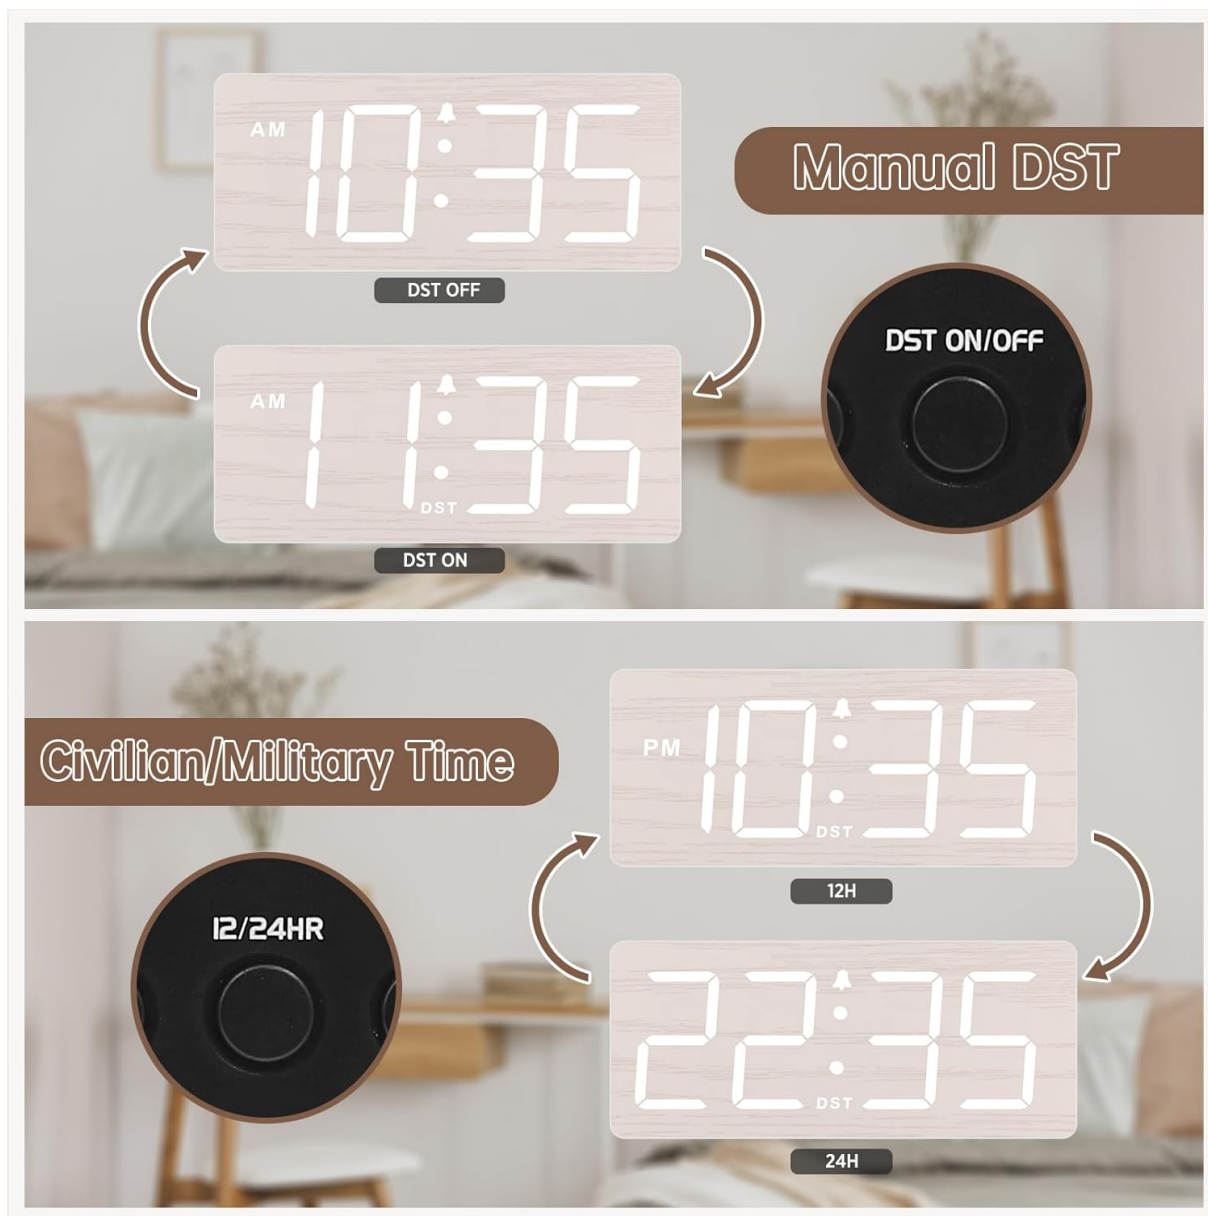 AM 10:35
Manual DST
DST OFF
DST ON/OFF
AM 11:35
DST
DST ON
Civilian/Military Time
PM 10:35
DST
12H
12/24HR
22:35
DST
24H